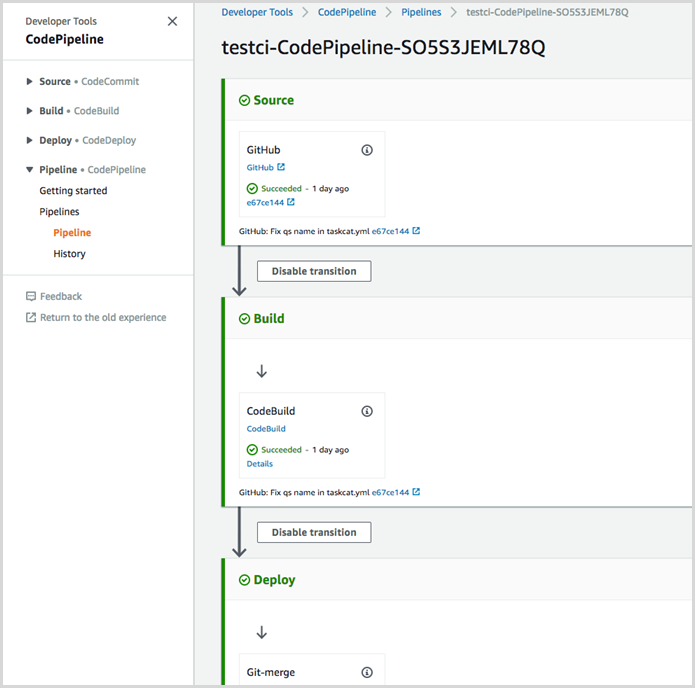 Developer Tools
CodePipeline
Source • CodeCommit
Build • CodeBuild
Deploy • CodeDeploy
Pipeline • CodePipeline
Getting started
Pipelines
Pipeline
History
Feedback
Return to the old experience
Developer Tools > CodePipeline > Pipelines > testci-CodePipeline-SO5S3JEML78Q
testci-CodePipeline-SO5S3JEML78Q
Source
GitHub
GitHub
Succeeded - 1 day ago
e67ce144
GitHub: Fix qs name in taskcat.yml e67ce144
Disable transition
Build
CodeBuild
CodeBuild
Succeeded - 1 day ago
Details
GitHub: Fix qs name in taskcat.yml e67ce144
Disable transition
Deploy
Git-merge